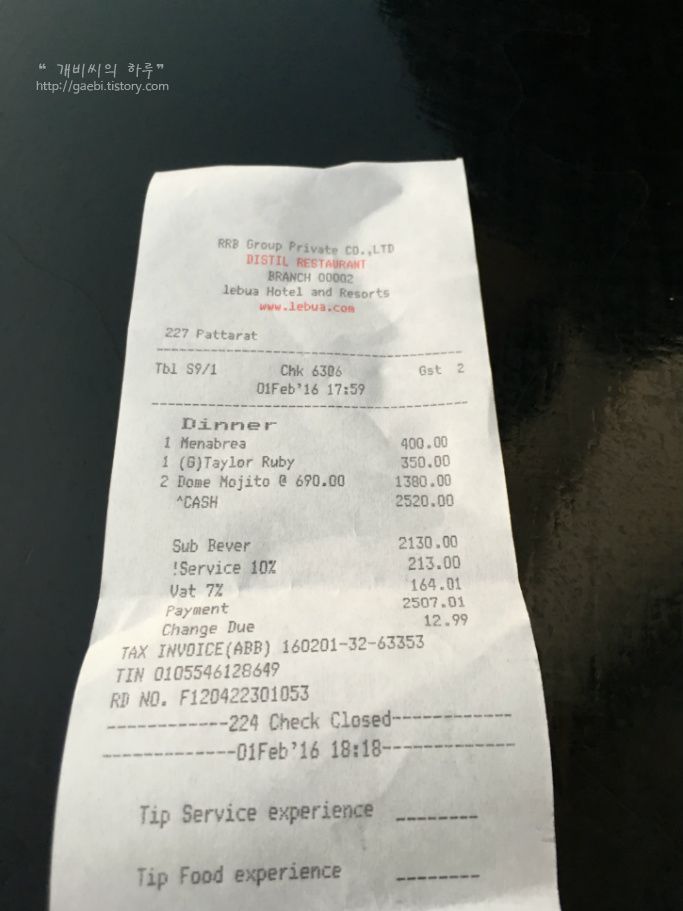 “ 개비씨의 하루”
http://gaebi.tistory.com
RRB Group Private CO.,LTD
DISTIL RESTAURANT
BRANCH 00002
lebua Hotel and Resorts
www.lebua.com
227 Pattarat
Tbl S9/1 Chk 6306 Gst 2
01Feb'16 17:59
Dinner
1 Menabrea 400.00
1 (G)Taylor Ruby 350.00
2 Dome Mojito @ 690.00 1380.00
^CASH 2520.00
Sub Bever 2130.00
!Service 10% 213.00
Vat 7% 164.01
Payment 2507.01
Change Due 12.99
TAX INVOICE(ABB) 160201-32-63353
TIN 0105546128649
RD NO. F120422301053
------------224 Check Closed------------
-------------01Feb'16 18:18-------------
Tip Service experience ________
Tip Food experience ________